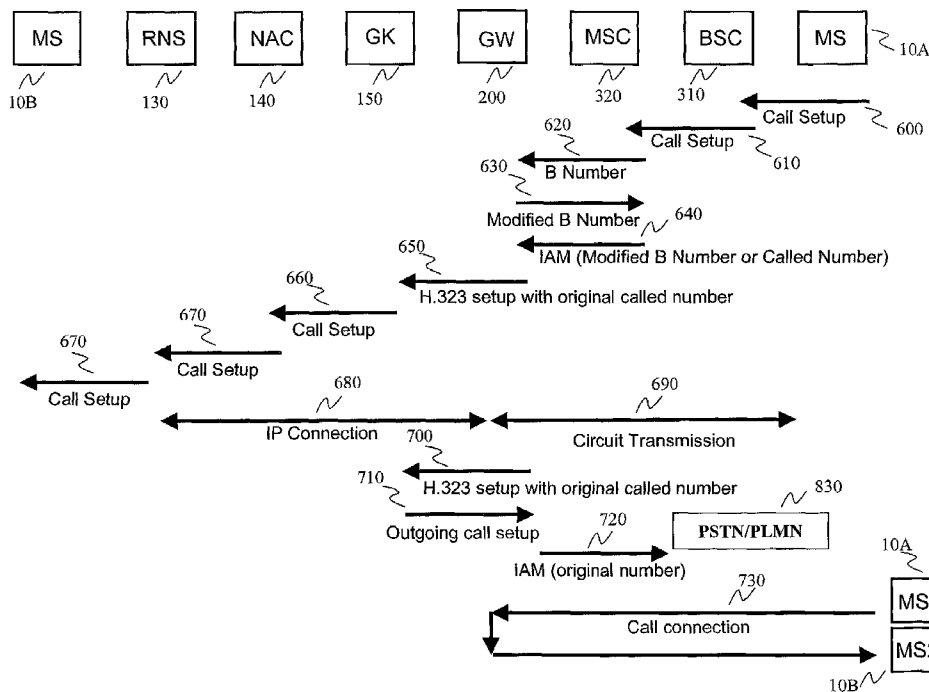 MS RNS NAC GK GW MSC BSC MS
10A
10B 130 140 150 200 320 310
Call Setup
600
620
Call Setup
610
630
B Number
Modified B Number
640
IAM (Modified B Number or Called Number)
650
H.323 setup with original called number
660
Call Setup
670
Call Setup
670
Call Setup
680
690
IP Connection
Circuit Transmission
700
H.323 setup with original called number
710
830
Outgoing call setup
720
PSTN/PLMN
IAM (original number)
10A
730
MS
Call connection
MS2
10B